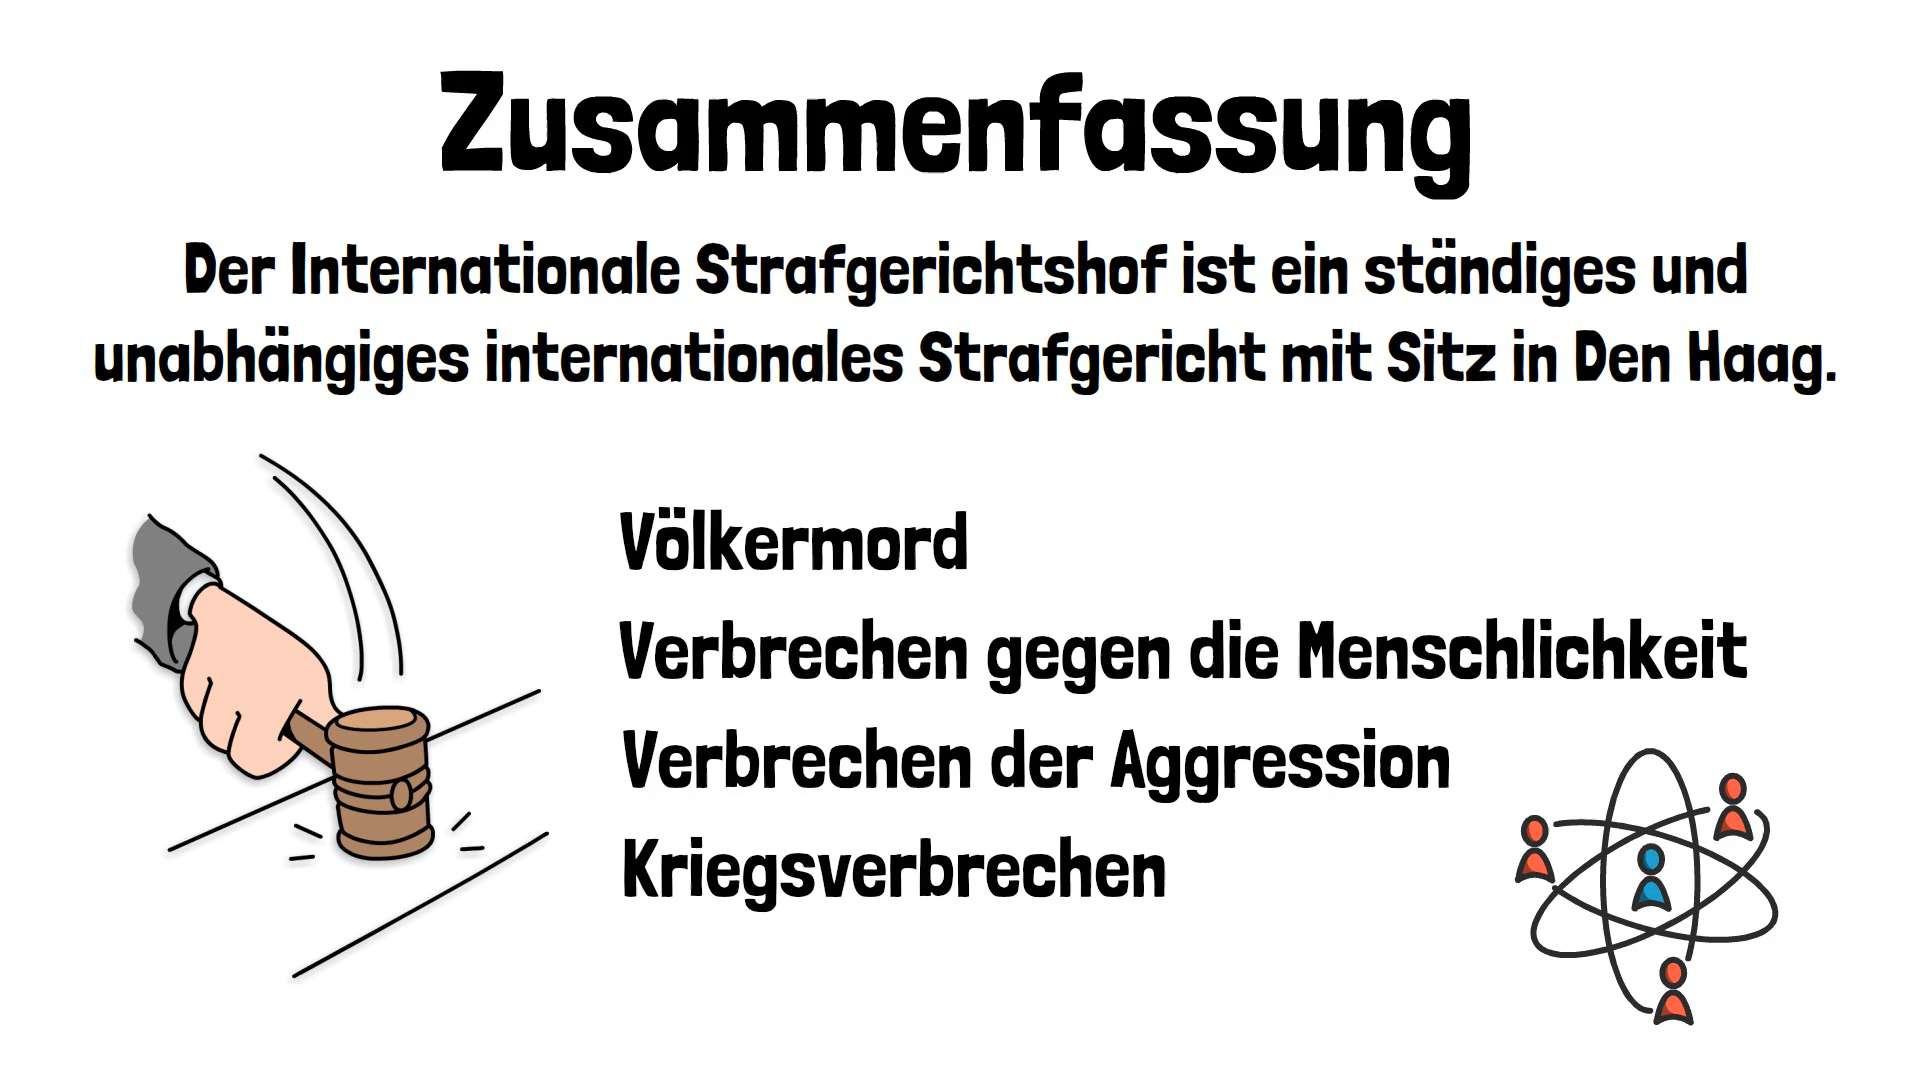 Zusammenfassung
Der Internationale Strafgerichtshof ist ein ständiges und
unabhängiges internationales Strafgericht mit Sitz in Den Haag.
Völkermord
Verbrechen gegen die Menschlichkeit
Verbrechen der Aggression
Kriegsverbrechen